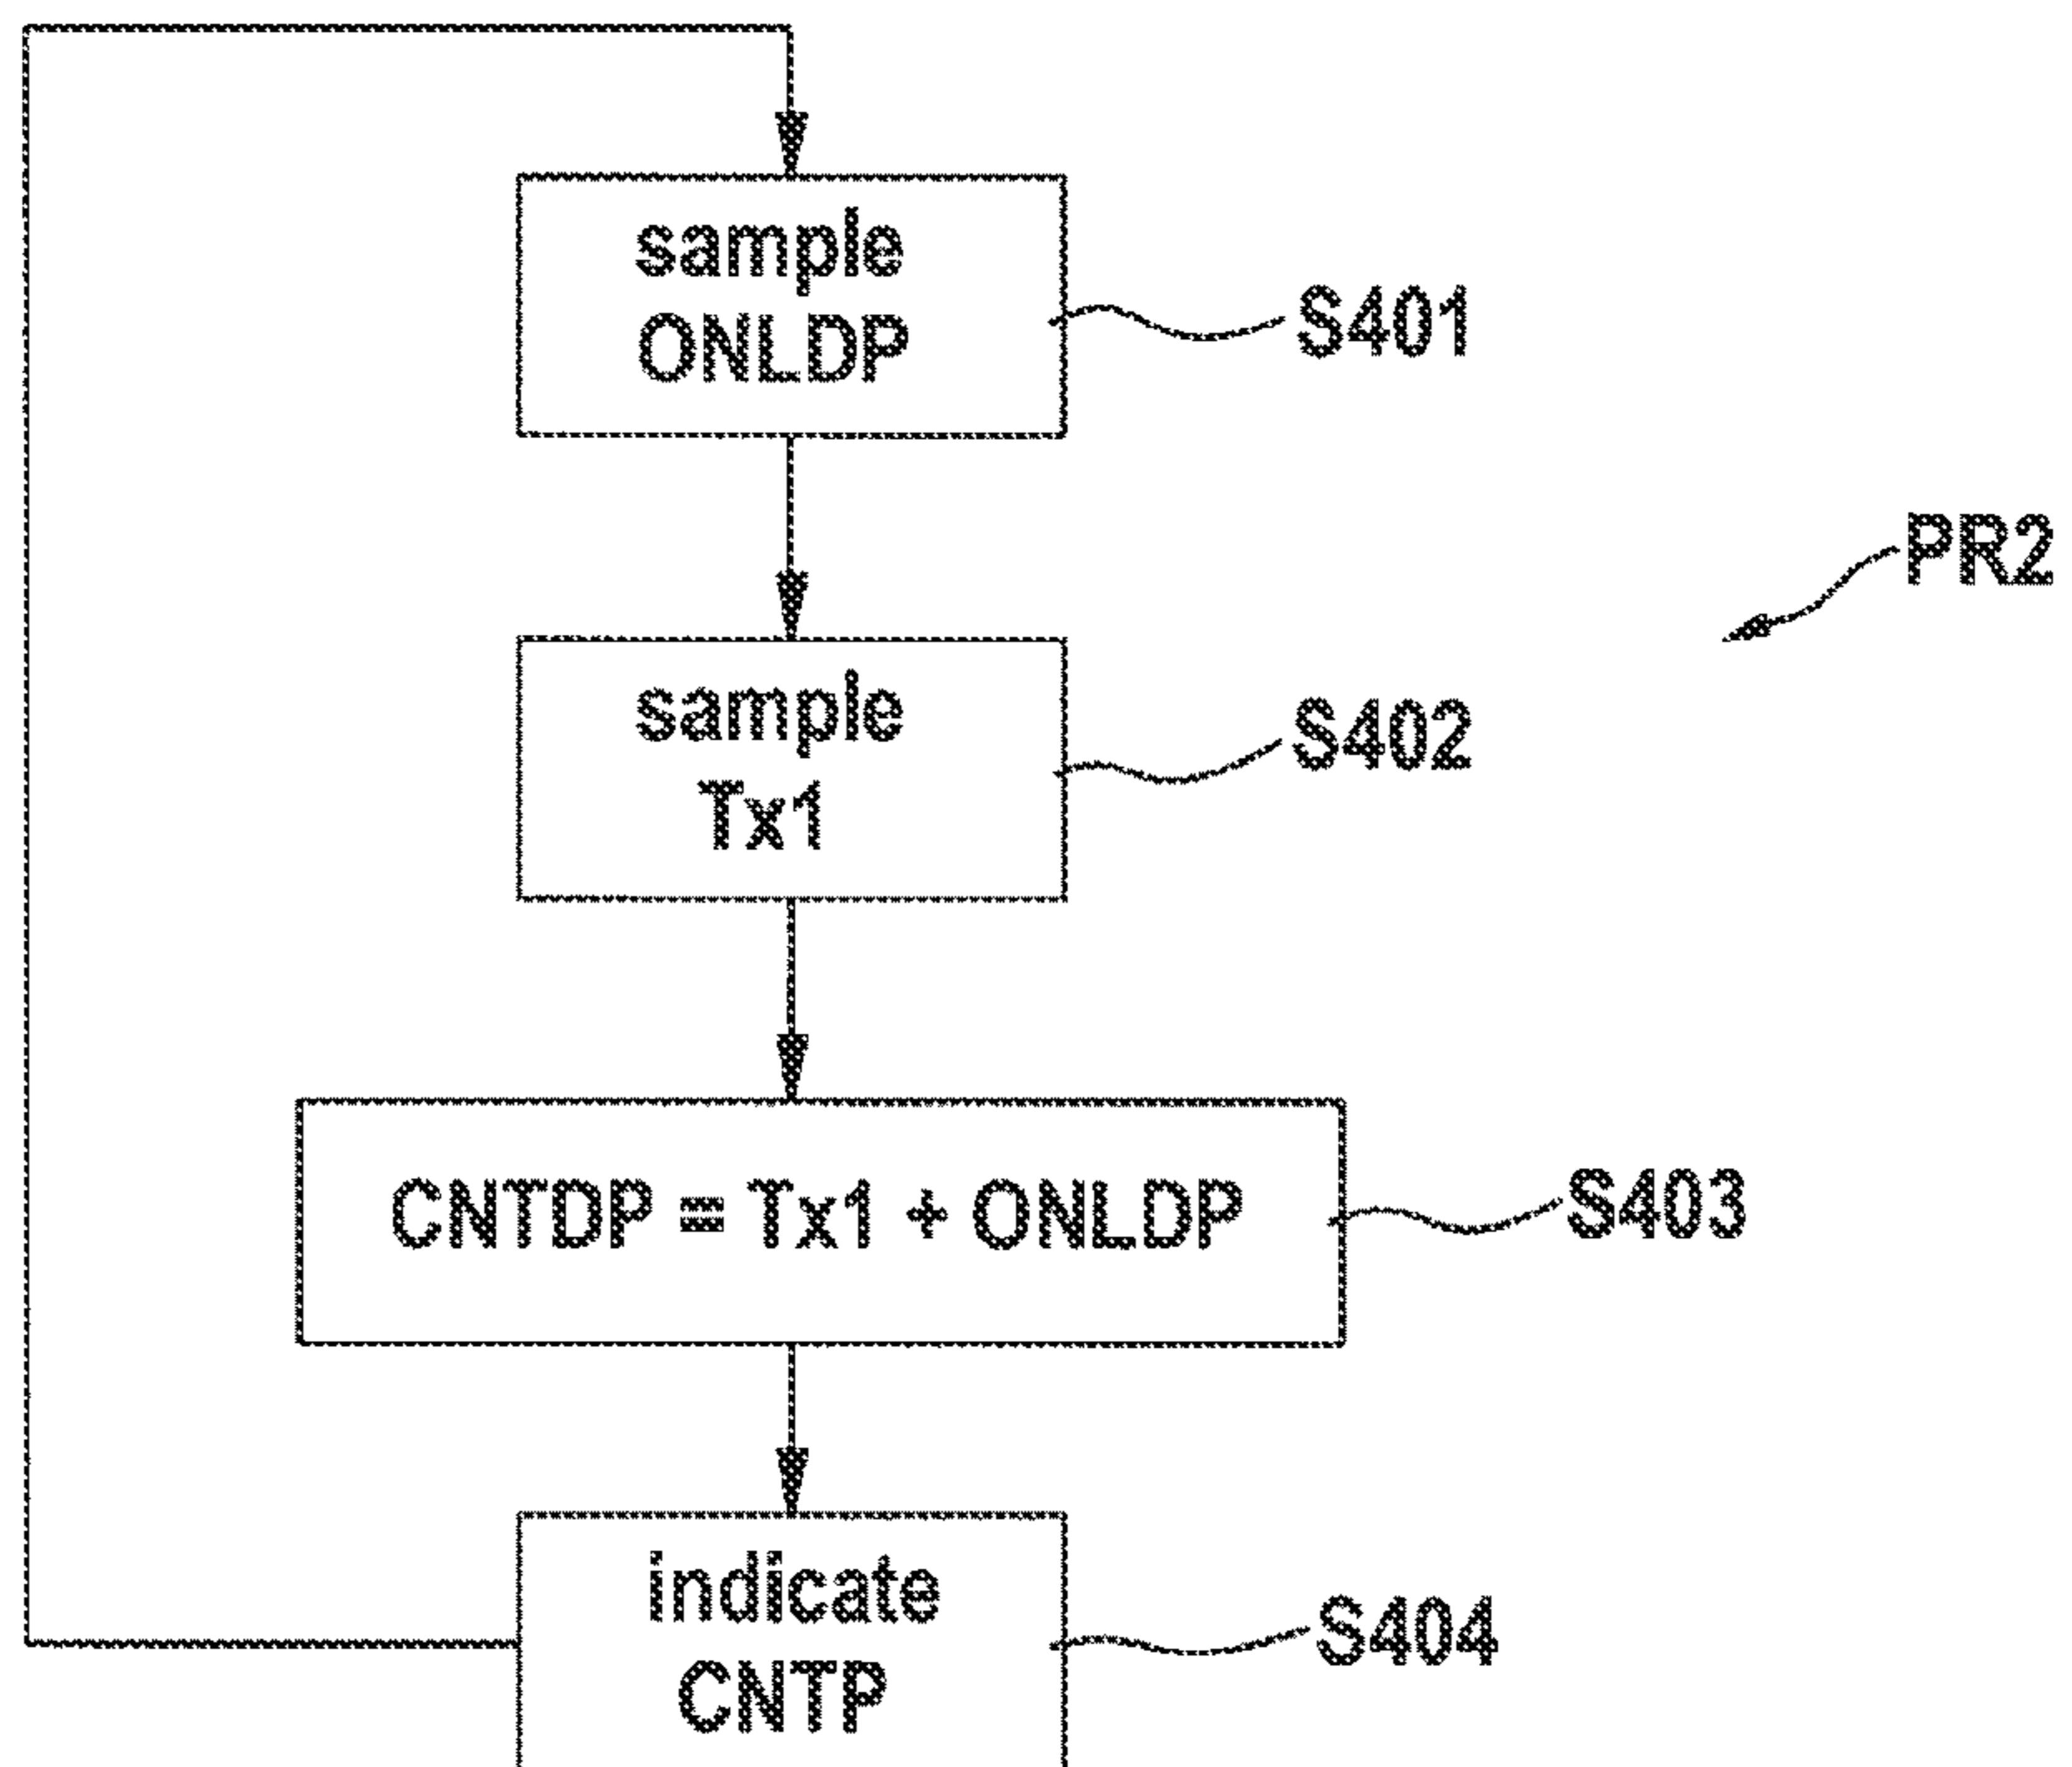 sample
ONLDP
S401
PR2
sample
Tx1
S402
CNTDP = Tx1 + ONLDP
S403
indicate
CNTP
S404